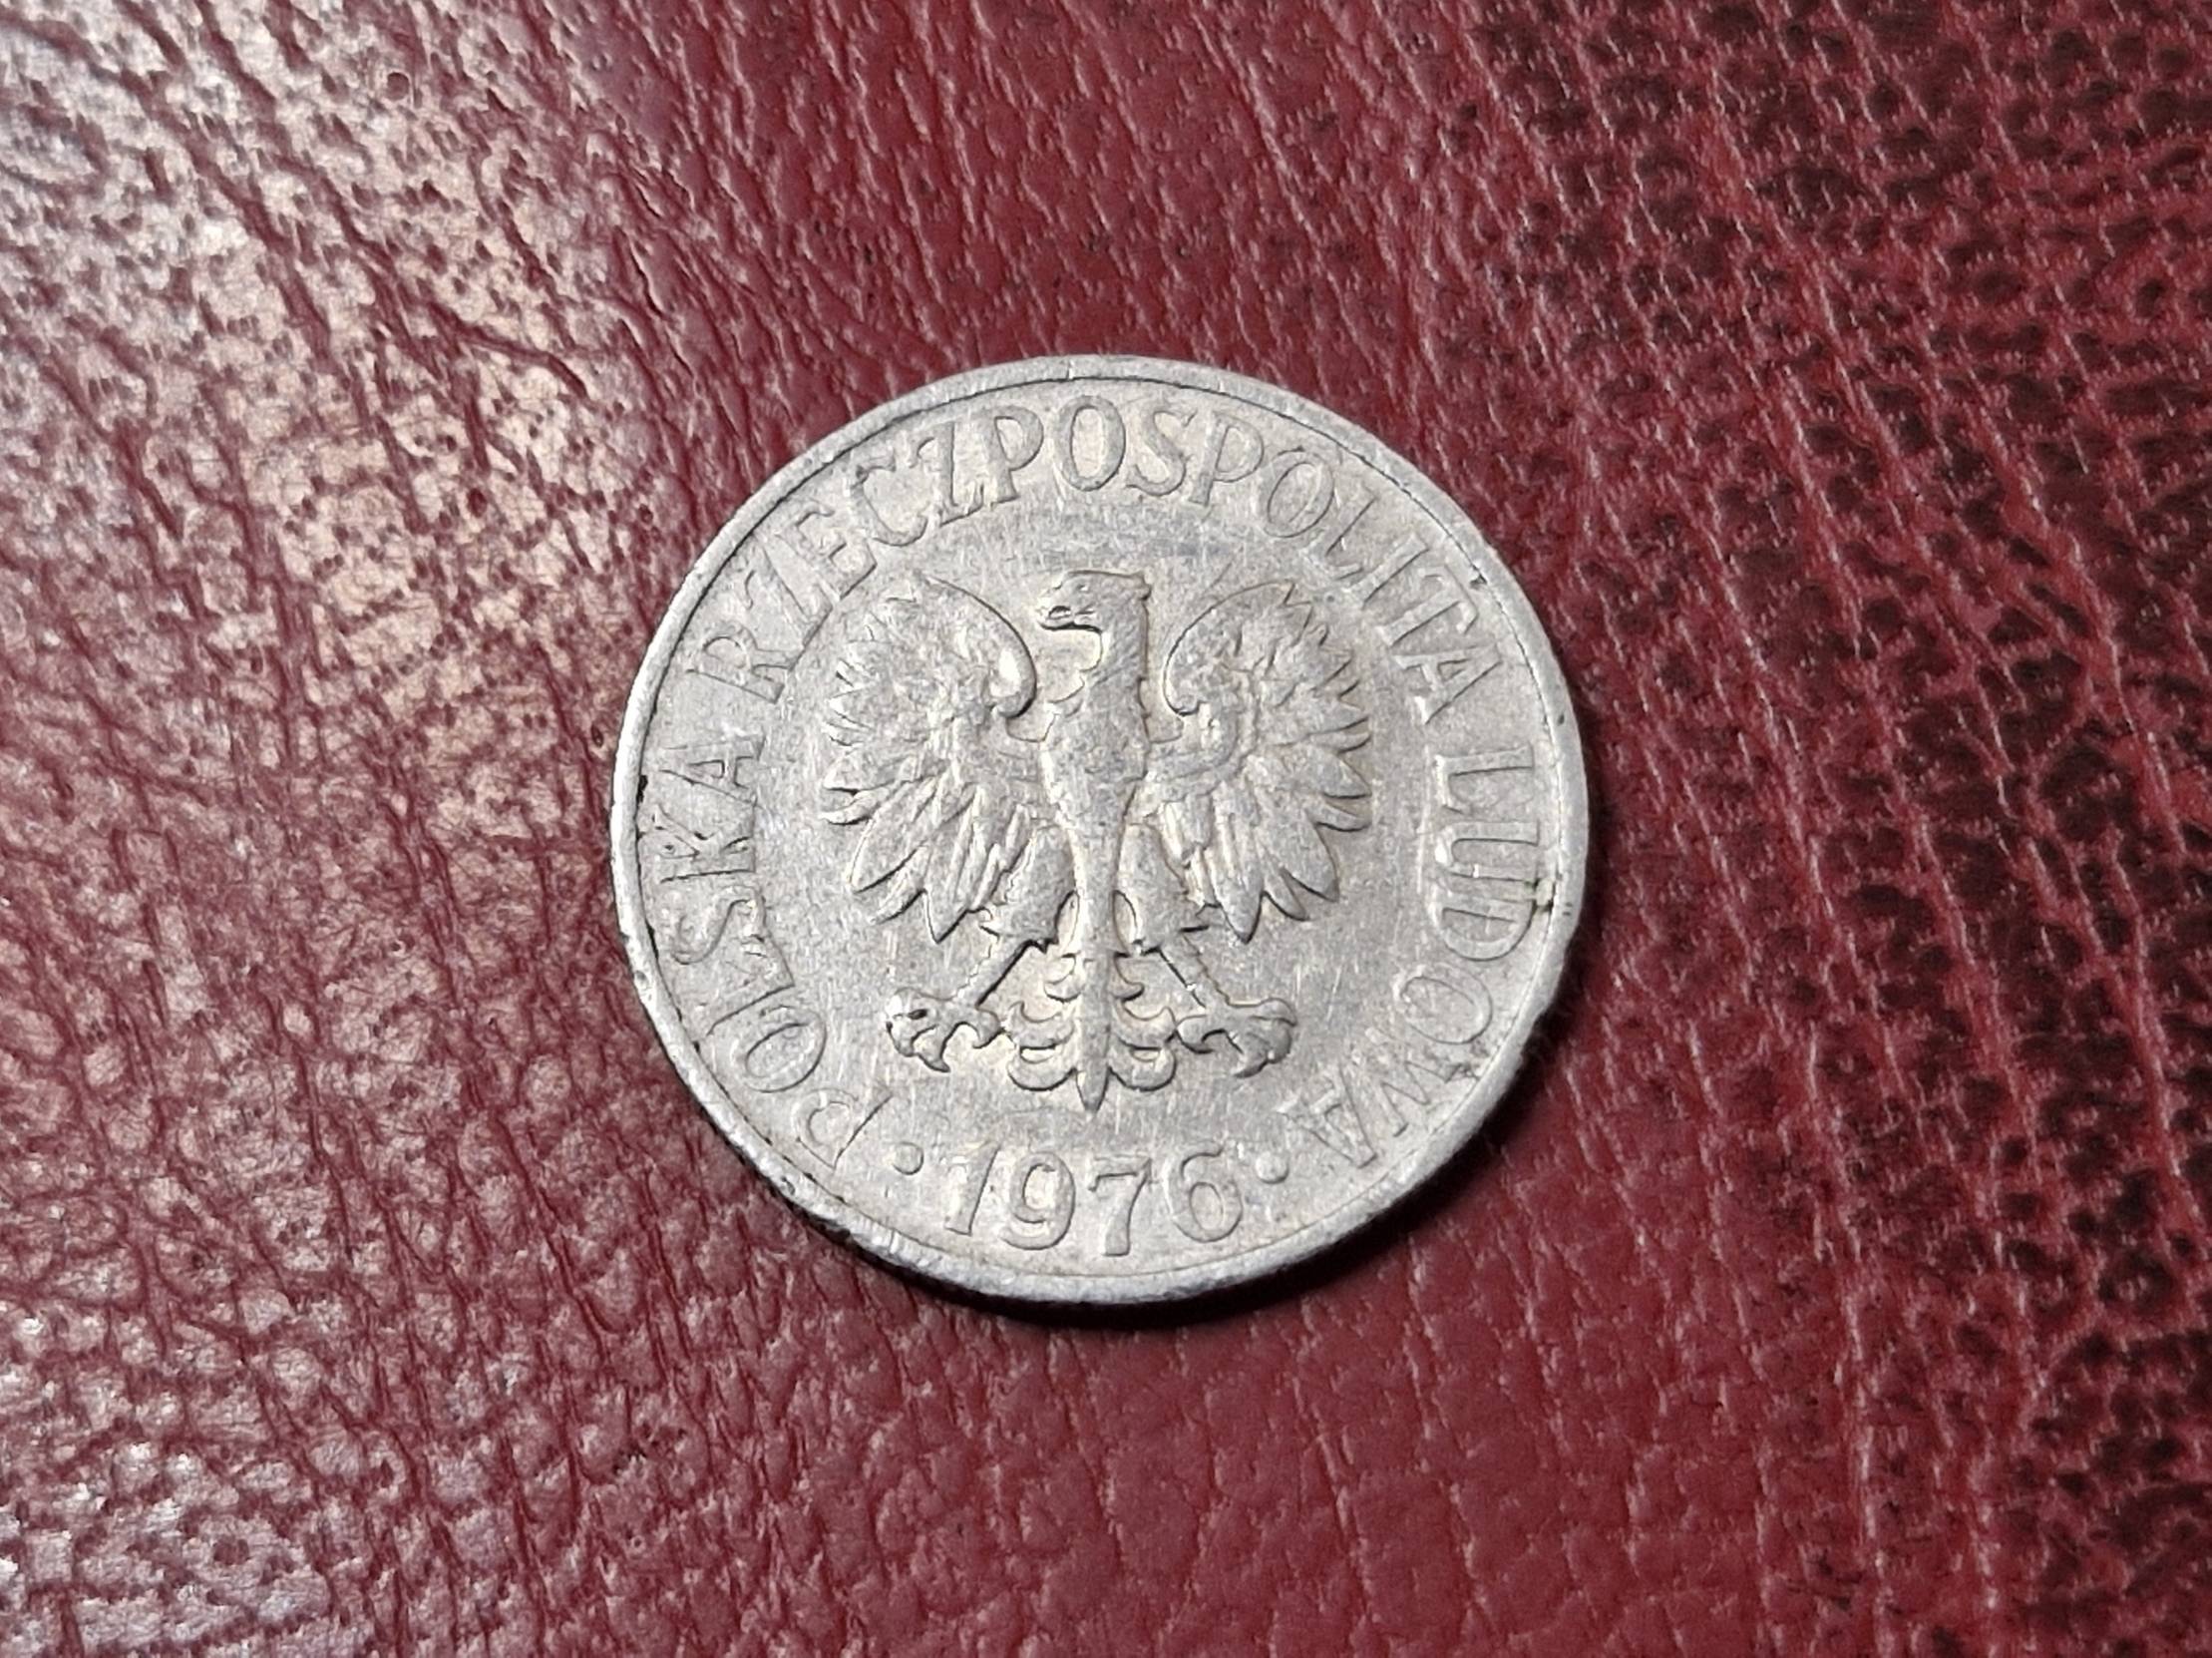 POLSKA RZECZPOSPOLITA LUDOWA
·1976·